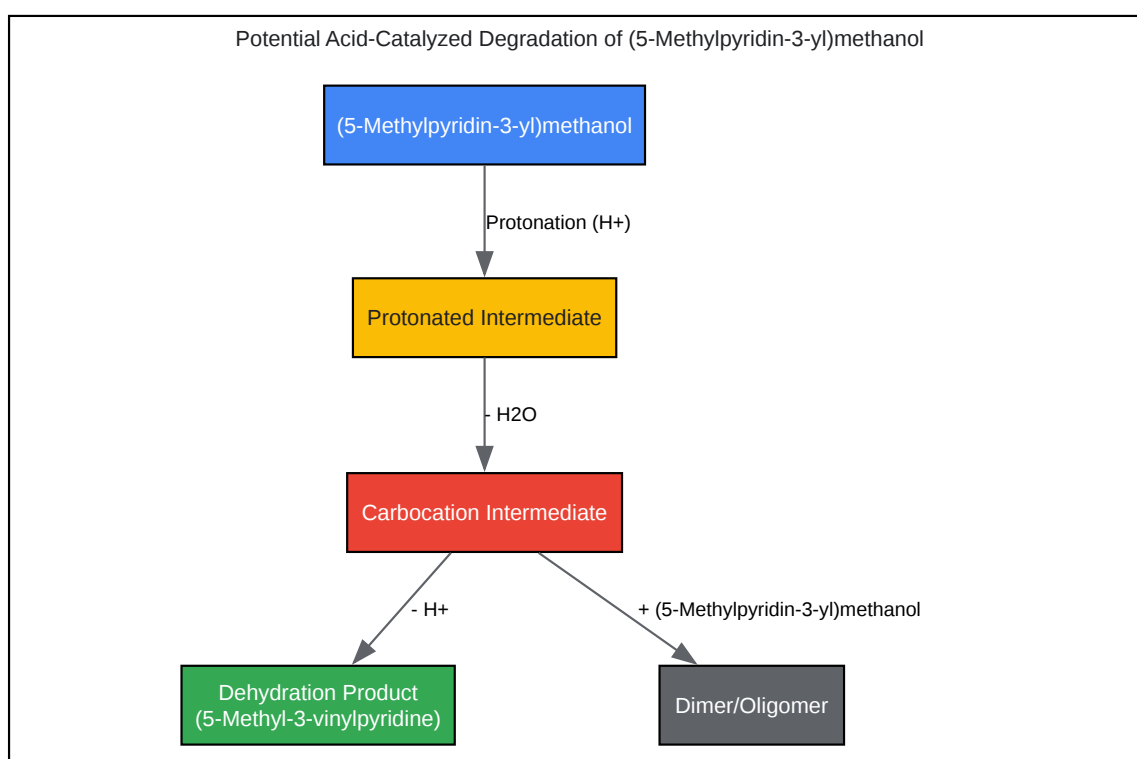 Potential Acid-Catalyzed Degradation of (5-Methylpyridin-3-yl)methanol
(5-Methylpyridin-3-yl)methanol
Protonation (H+)
Protonated Intermediate
- H2O
Carbocation Intermediate
- H+
+ (5-Methylpyridin-3-yl)methanol
Dehydration Product
(5-Methyl-3-vinylpyridine)
Dimer/Oligomer